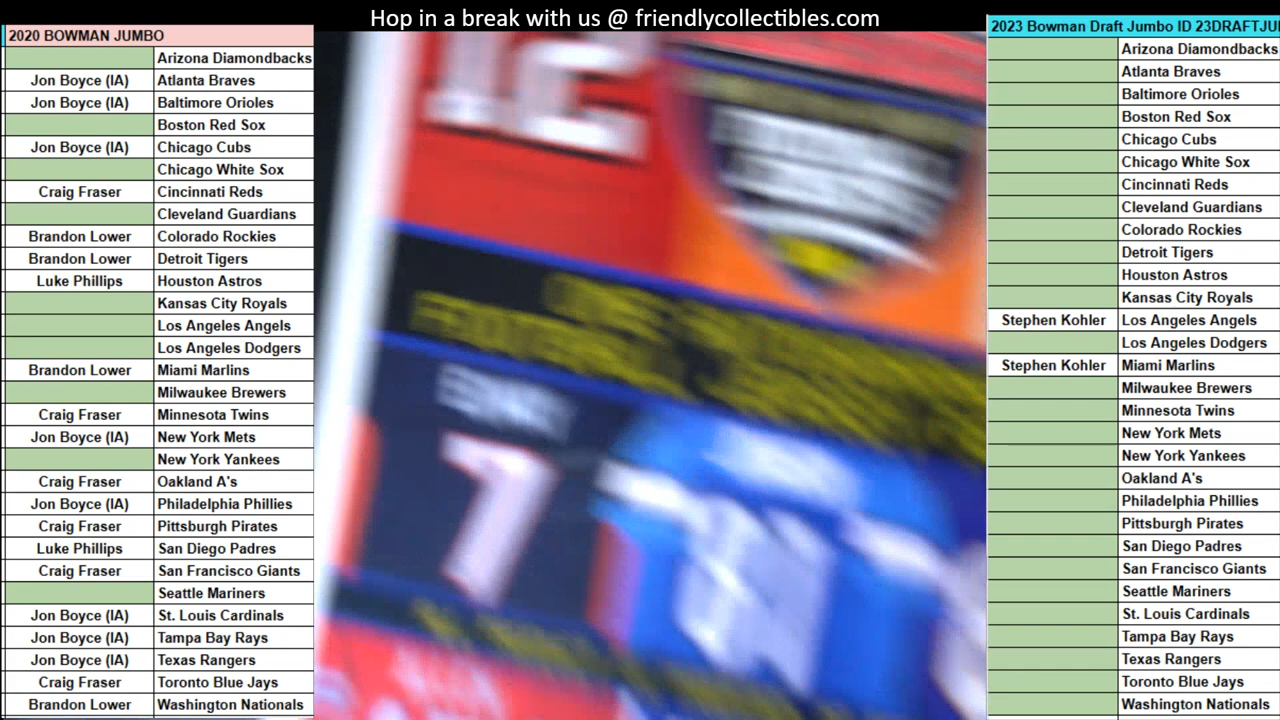 Hop in a break with us @ friendlycollectibles.com
2020 BOWMAN JUMBO
Arizona Diamondbacks
Jon Boyce (IA) Atlanta Braves
Jon Boyce (IA) Baltimore Orioles
Boston Red Sox
Jon Boyce (IA) Chicago Cubs
Chicago White Sox
Craig Fraser Cincinnati Reds
Cleveland Guardians
Brandon Lower Colorado Rockies
Brandon Lower Detroit Tigers
Luke Phillips Houston Astros
Kansas City Royals
Los Angeles Angels
Los Angeles Dodgers
Brandon Lower Miami Marlins
Milwaukee Brewers
Craig Fraser Minnesota Twins
Jon Boyce (IA) New York Mets
New York Yankees
Craig Fraser Oakland A's
Jon Boyce (IA) Philadelphia Phillies
Craig Fraser Pittsburgh Pirates
Luke Phillips San Diego Padres
Craig Fraser San Francisco Giants
Seattle Mariners
Jon Boyce (IA) St. Louis Cardinals
Jon Boyce (IA) Tampa Bay Rays
Jon Boyce (IA) Texas Rangers
Craig Fraser Toronto Blue Jays
Brandon Lower Washington Nationals
12
7
2023 Bowman Draft Jumbo ID 23DRAFTJU
Arizona Diamondbacks
Atlanta Braves
Baltimore Orioles
Boston Red Sox
Chicago Cubs
Chicago White Sox
Cincinnati Reds
Cleveland Guardians
Colorado Rockies
Detroit Tigers
Houston Astros
Kansas City Royals
Stephen Kohler Los Angeles Angels
Los Angeles Dodgers
Stephen Kohler Miami Marlins
Milwaukee Brewers
Minnesota Twins
New York Mets
New York Yankees
Oakland A's
Philadelphia Phillies
Pittsburgh Pirates
San Diego Padres
San Francisco Giants
Seattle Mariners
St. Louis Cardinals
Tampa Bay Rays
Texas Rangers
Toronto Blue Jays
Washington Nationals